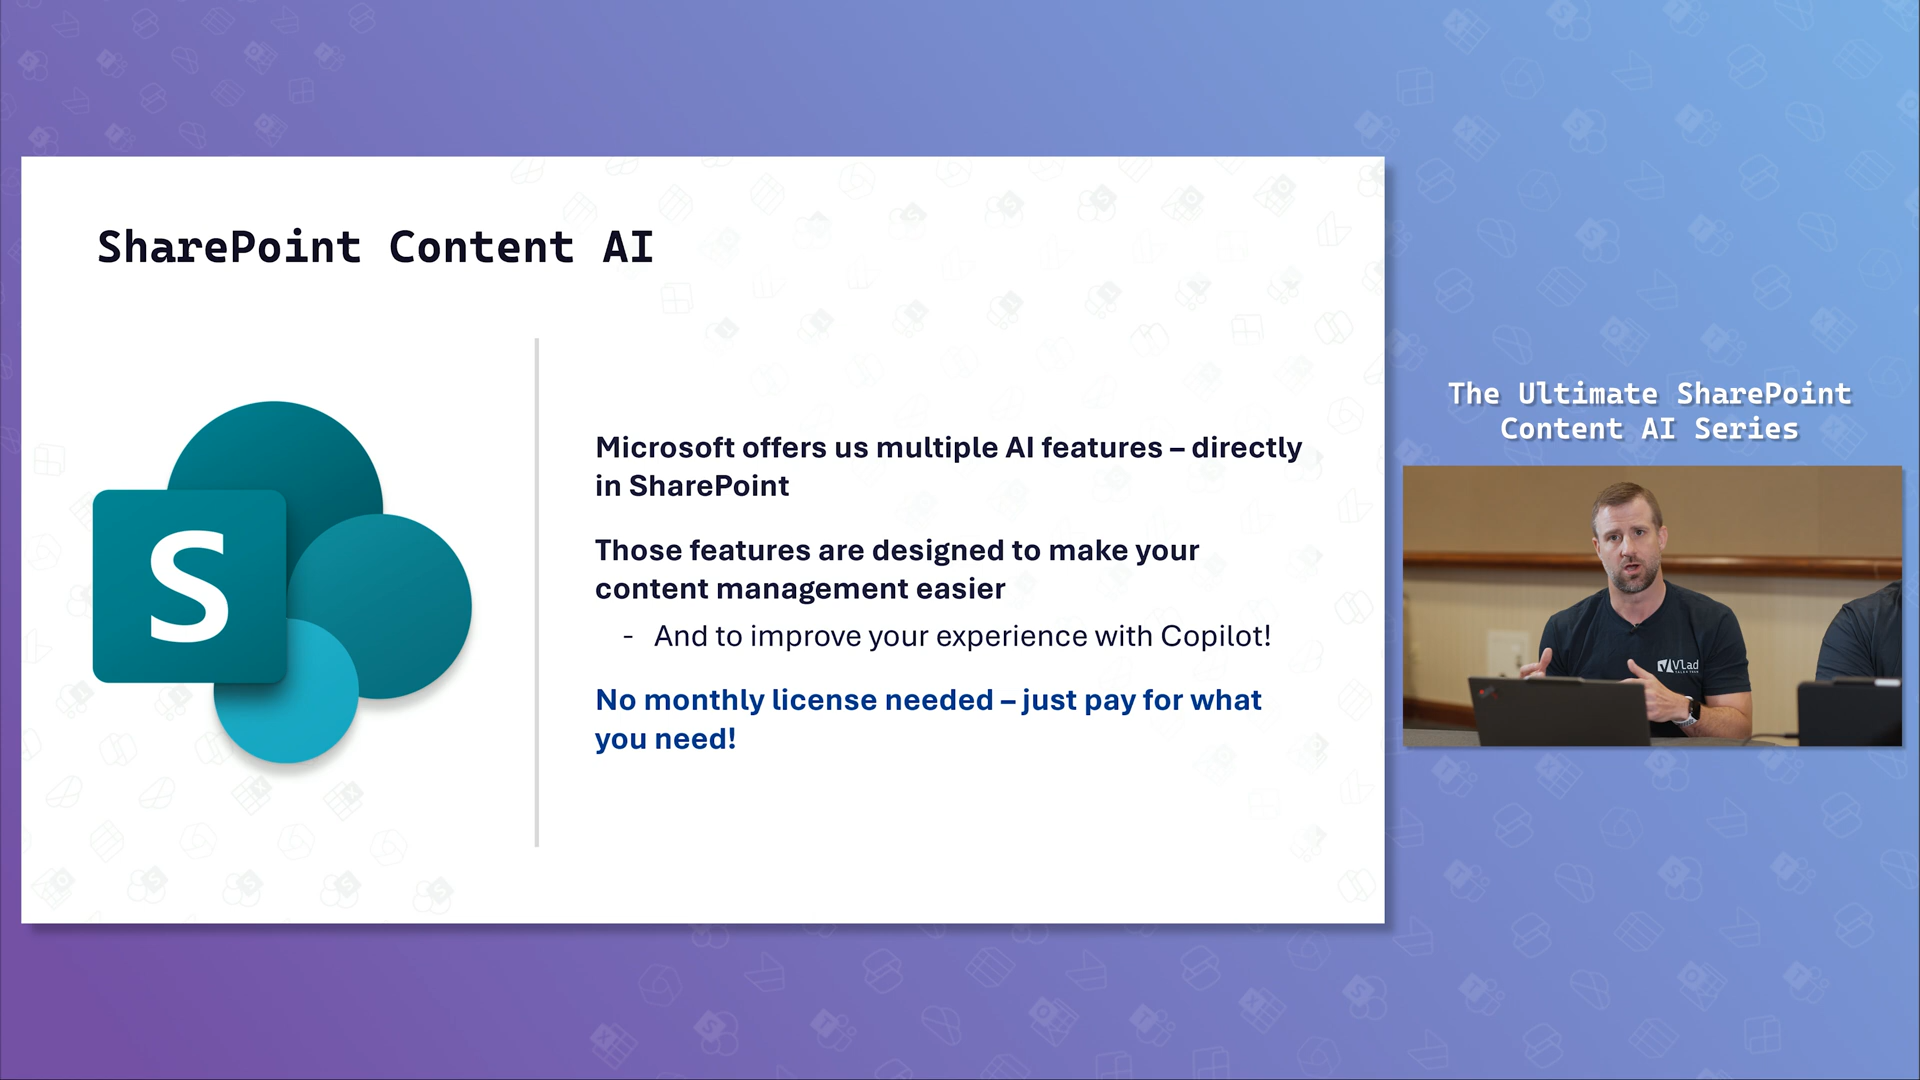 SharePoint Content AI
S
Microsoft offers us multiple AI features – directly
in SharePoint
Those features are designed to make your
content management easier
- And to improve your experience with Copilot!
No monthly license needed – just pay for what
you need!
The Ultimate SharePoint
Content AI Series
Vlad